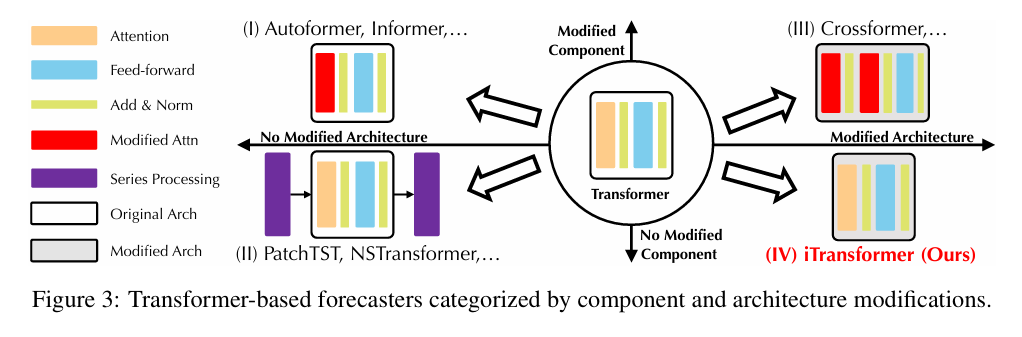 Attention
Feed-forward
Add & Norm
Modified Attn
Series Processing
Original Arch
Modified Arch
(I) Autoformer, Informer,…
Modified
Component
(III) Crossformer,…
No Modified Architecture
Modified Architecture
Transformer
(II) PatchTST, NSTransformer,…
No Modified
Component
(IV) iTransformer (Ours)
Figure 3: Transformer-based forecasters categorized by component and architecture modifications.